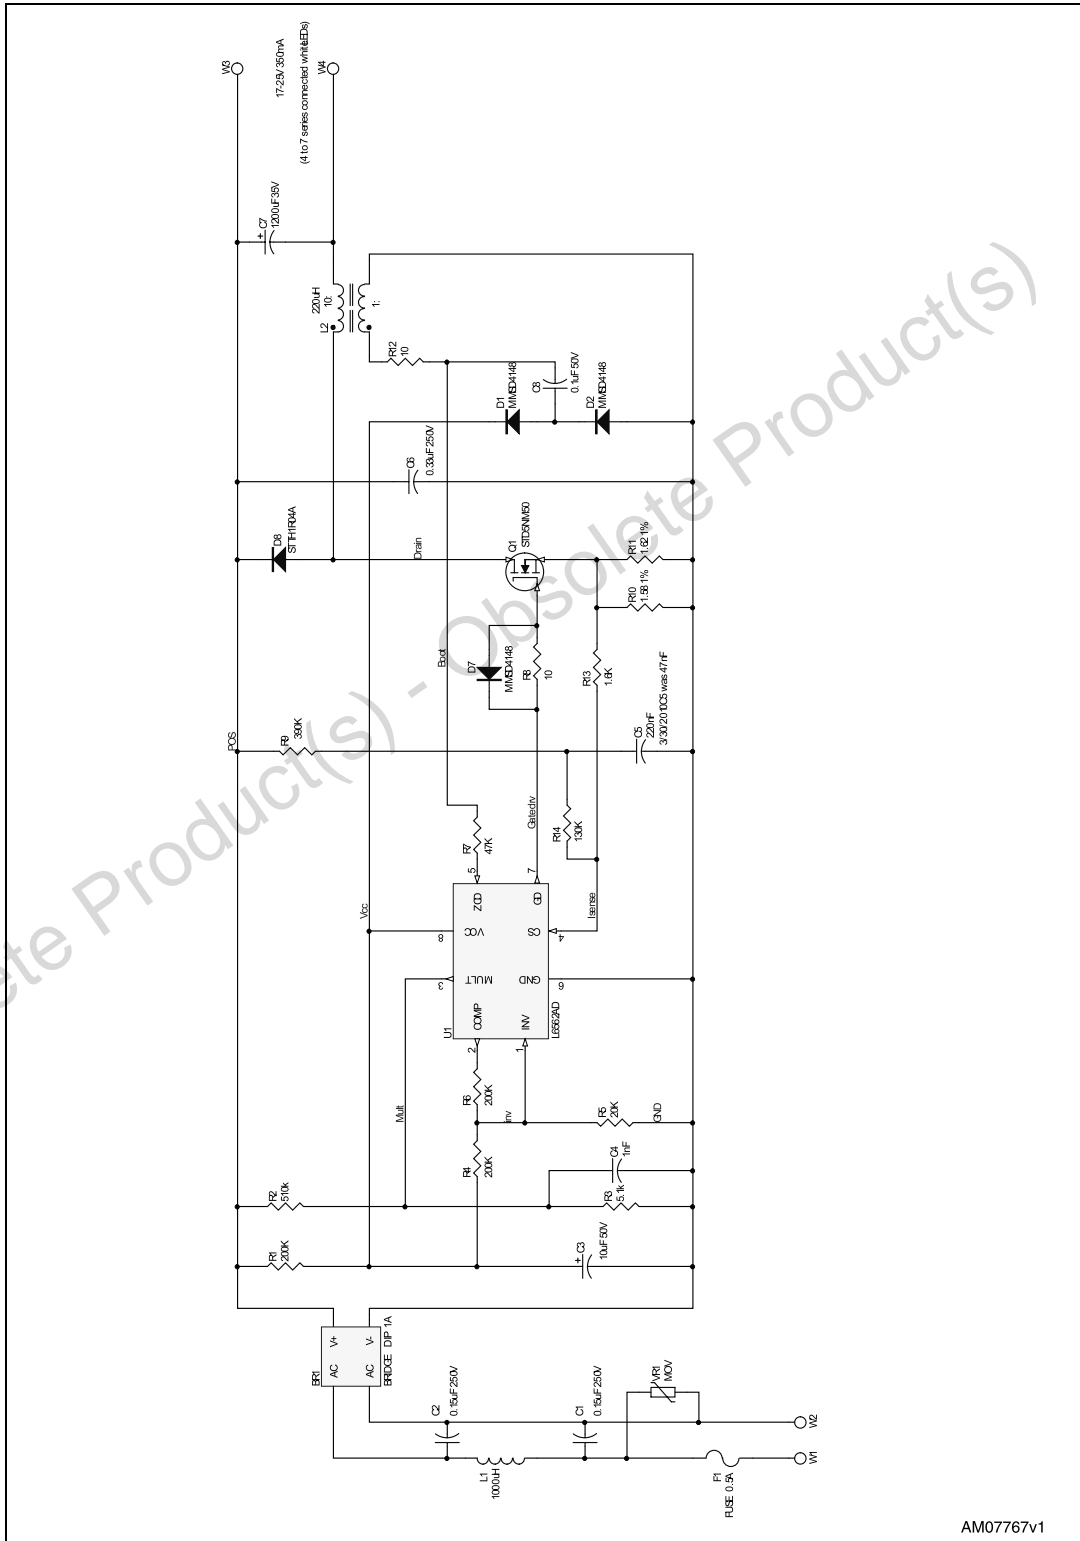 W3
17-25V 350mA
W4
(4 to 7 series connected white LEDs)
C7
+
1200uF 35V
220uH
10:
L2
1:
R12
10
D1
MMSD4148
C8
0.1uF 50V
D2
MMSD4148
C6
0.33uF 250V
D8
STTH1R04A
Drain
Q1
STD5NM50
R11
1.62 1%
R10
1.58 1%
Boot
D7
MMSD4148
R8
10
R13
1.6K
POS
R9
390K
C5
220nF
3/30/2010 C5 was 47nF
R7
47K
Gatedrv
R14
130K
Vcc
5
ZCD
7
GD
Isense
8
VCC
CS
4
3
MULT
GND
6
U1
COMP
INV
L6562AD
2
1
Mult
R6
200K
inv
R5
20K
GND
R4
200K
C4
1nF
R2
510k
R3
5.1k
R1
200K
+
C3
10uF 50V
BR1
AC
V+
AC
V-
BRIDGE DIP 1A
C2
0.15uF 250V
C1
0.15uF 250V
VR1
MOV
L1
1000uH
W2
W1
F1
FUSE 0.5A
ete Product(s) - Obsolete Product(s)
AM07767v1